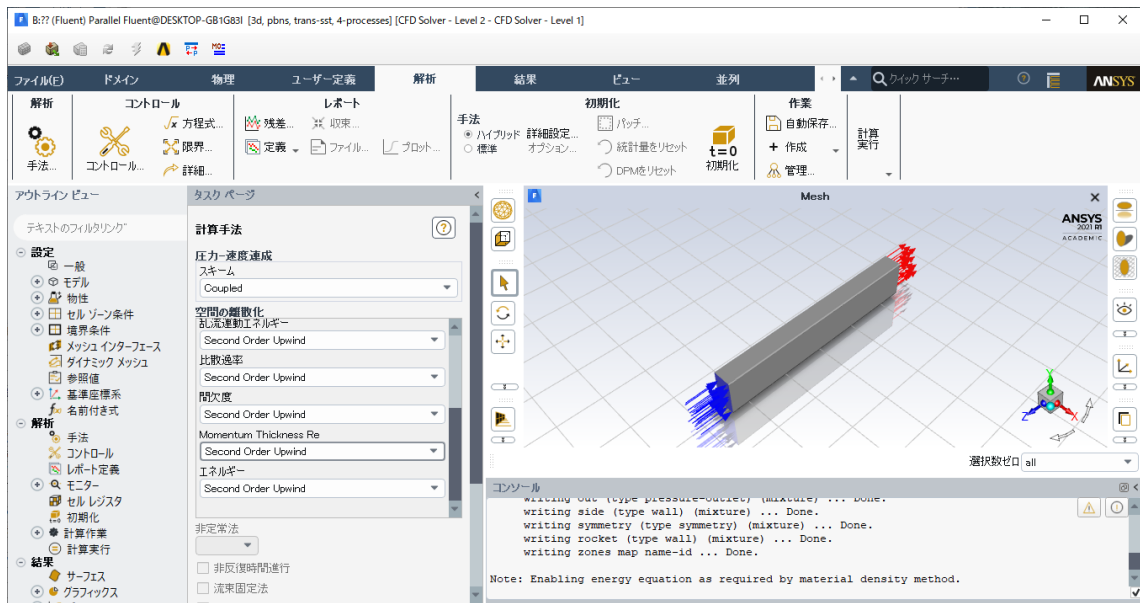 B:?? (Fluent) Parallel Fluent@DESKTOP-GB1G83I [3d, pbns, trans-sst, 4-processes] [CFD Solver - Level 2 - CFD Solver - Level 1]
ファイル(E) ドメイン 物理 ユーザー定義 解析 結果 ビュー 並列 クイック サーチ… ANSYS
解析 コントロール レポート 初期化 作業
手法... コントロール... 方程式... 限界... 詳細...
残差... 収束...
定義 ファイル... プロット...
手法
ハイブリッド 詳細設定...
標準 オプション...
パッチ...
統計量をリセット
DPMをリセット
t=0
初期化
自動保存...
作成
管理...
計算
実行
アウトライン ビュー
テキストのフィルタリング
設定
一般
モデル
物性
セル ゾーン条件
境界条件
メッシュ インターフェース
ダイナミック メッシュ
参照値
基準座標系
名前付き式
解析
手法
コントロール
レポート定義
モニター
セル レジスタ
初期化
計算作業
計算実行
結果
サーフェス
グラフィックス
タスク ページ
計算手法
圧力-速度連成
スキーム
Coupled
空間の離散化
乱流運動エネルギー
Second Order Upwind
比散逸率
Second Order Upwind
間欠度
Second Order Upwind
Momentum Thickness Re
Second Order Upwind
エネルギー
Second Order Upwind
非定常法
非反復時間進行
流束固定法
Mesh
ANSYS
2021 R1
ACADEMIC
Y
Z
X
選択数ゼロ all
コンソール
writing out (type pressure-outlet) (mixture) ... Done.
writing side (type wall) (mixture) ... Done.
writing symmetry (type symmetry) (mixture) ... Done.
writing rocket (type wall) (mixture) ... Done.
writing zones map name-id ... Done.
Note: Enabling energy equation as required by material density method.